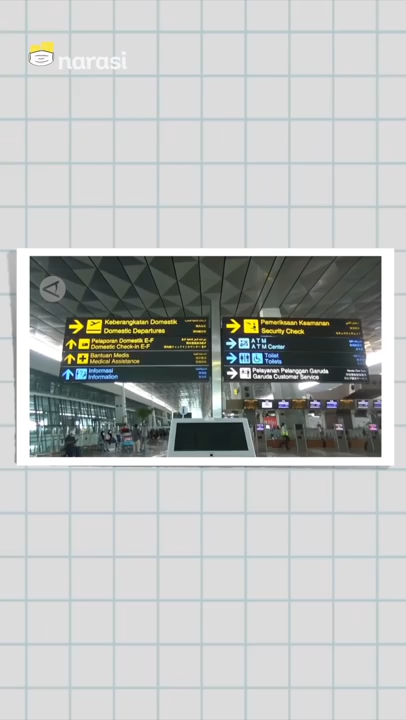 narasi
Keberangkatan Domestik
Domestic Departures
Pelaporan Domestik E-F
Domestic Check-in E-F
Bantuan Medis
Medical Assistance
Informasi
Information
Pemeriksaan Keamanan
Security Check
ATM
ATM Center
Toilet
Toilets
Pelayanan Pelanggan Garuda
Garuda Customer Service